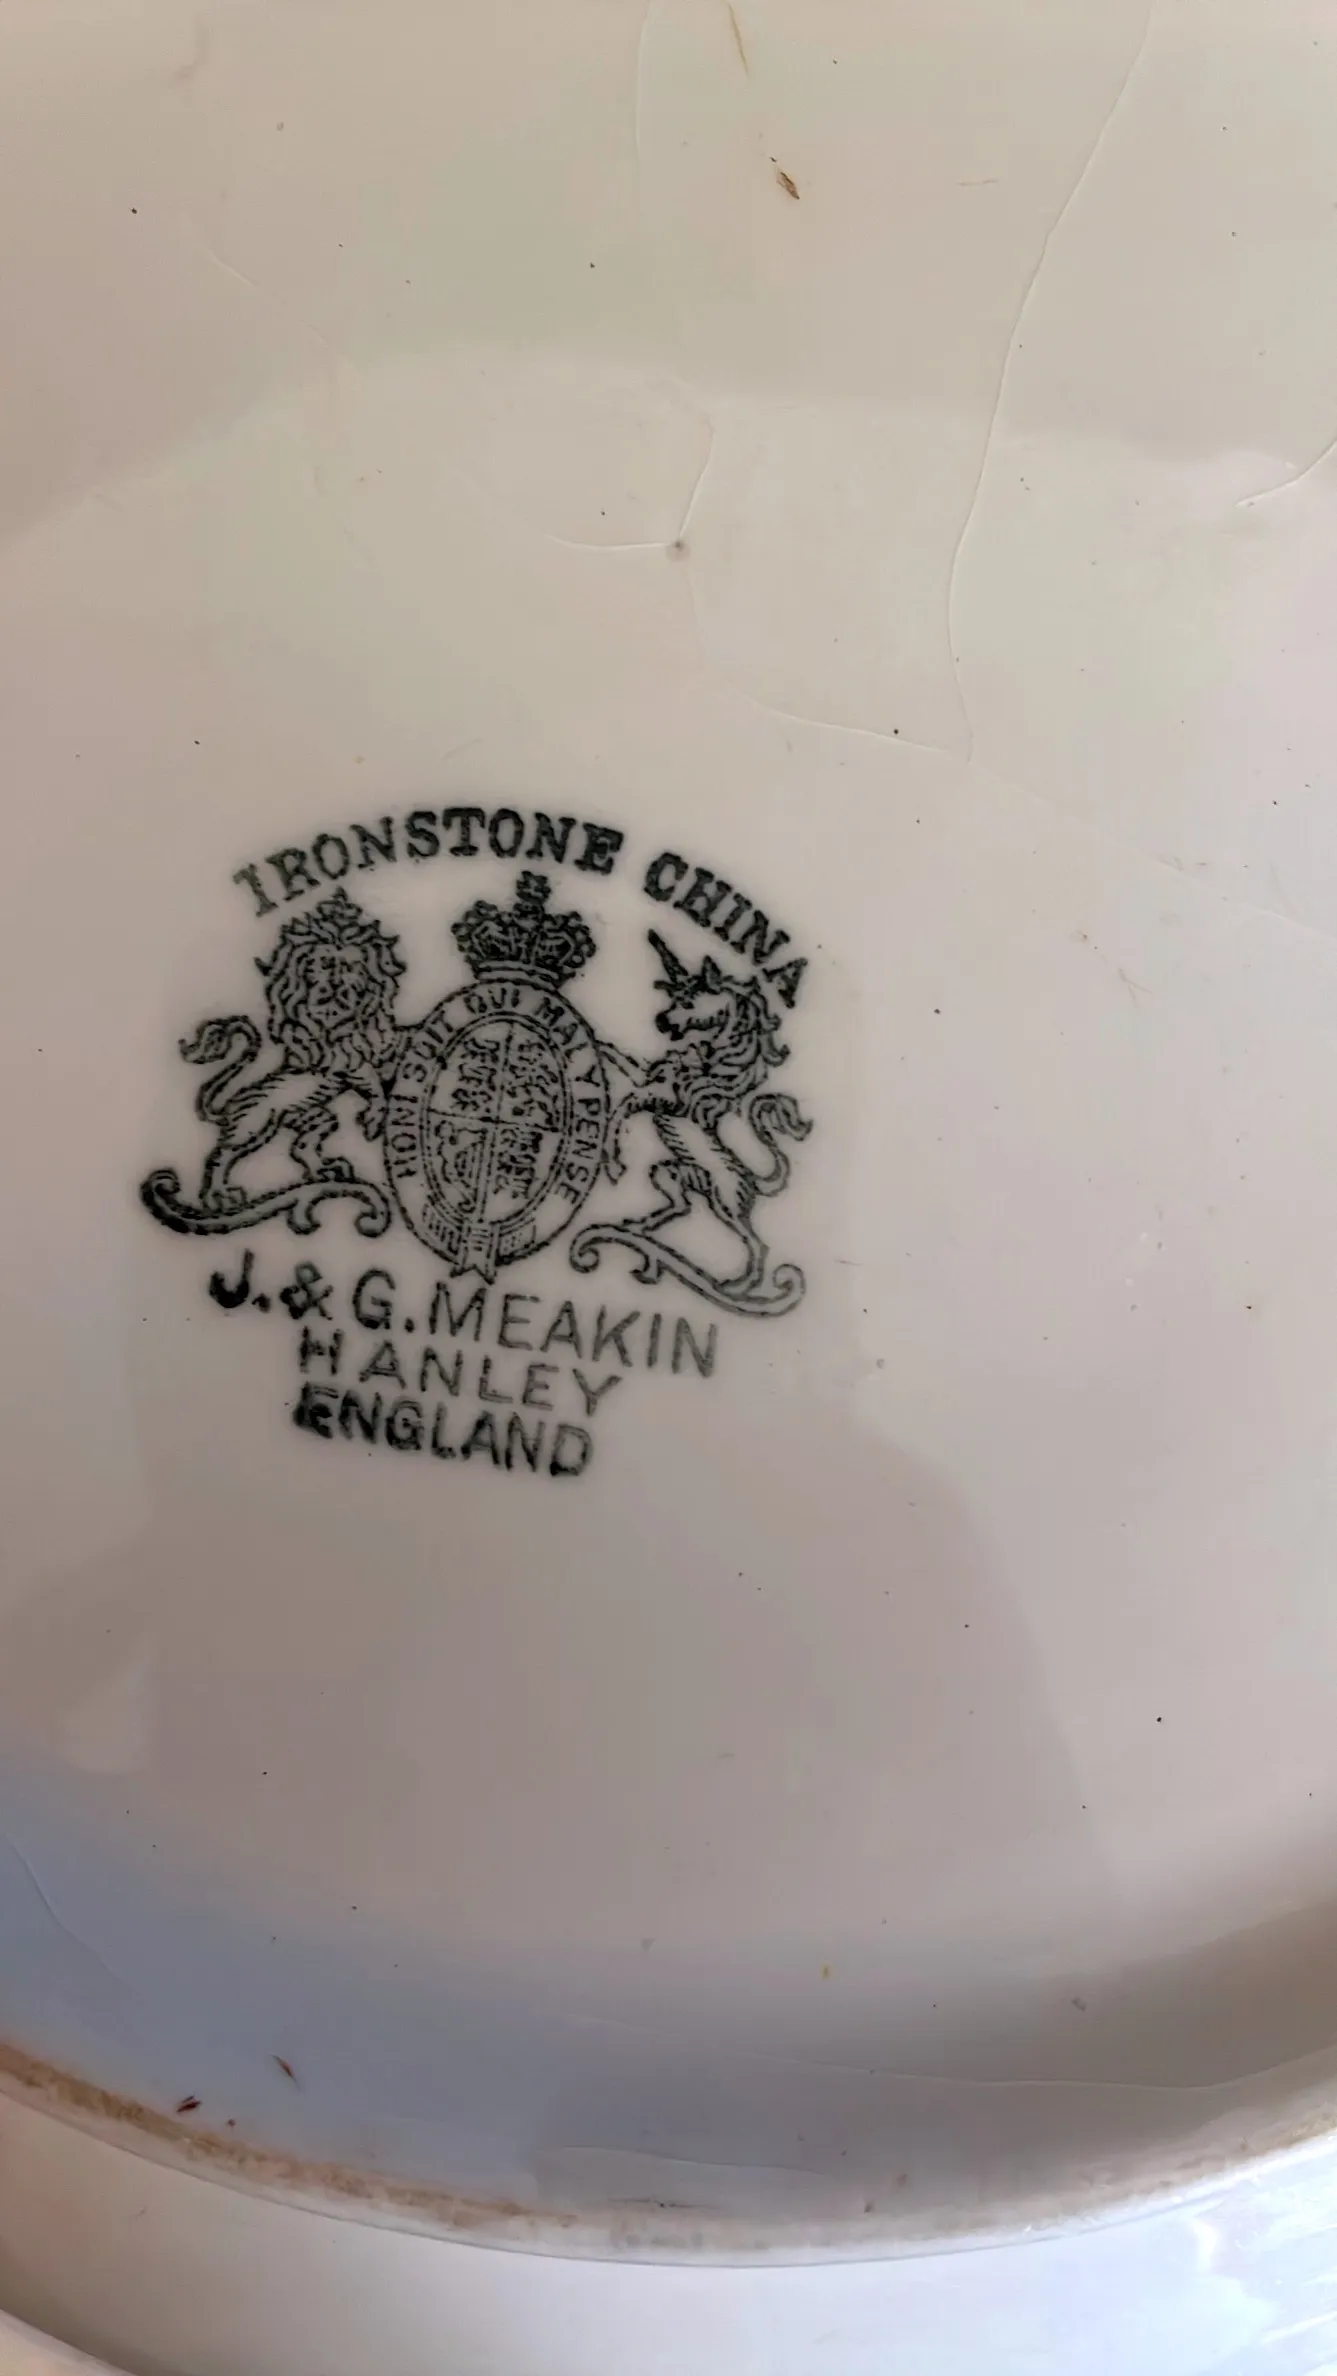 IRONSTONE CHINA
HONI SOIT QUI MAL Y PENSE
J. & G. MEAKIN
HANLEY
ENGLAND